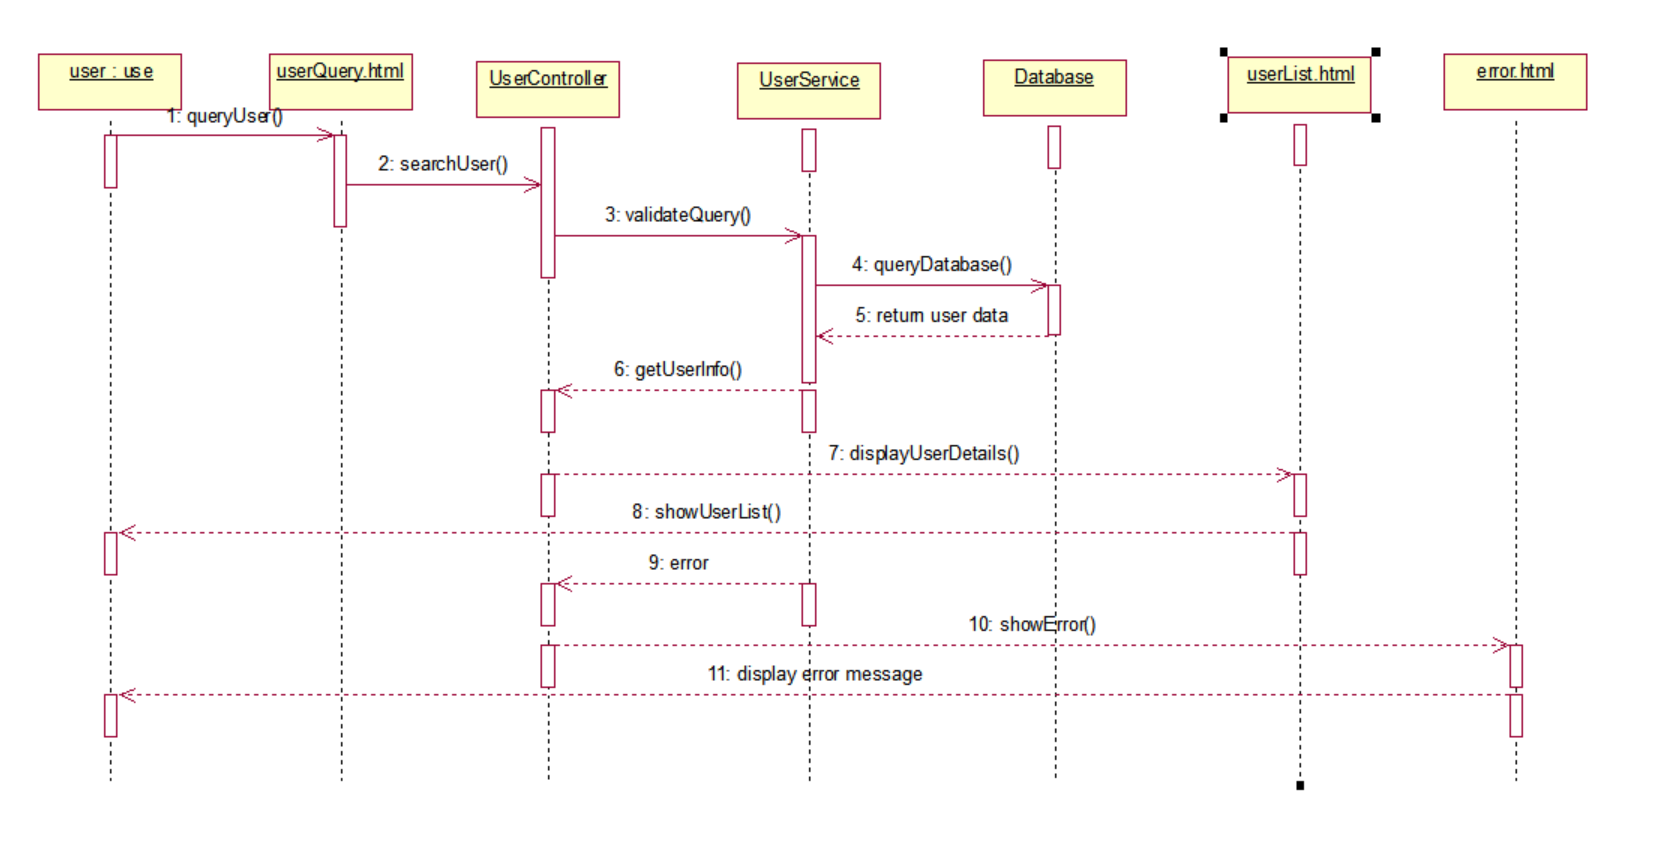 user : use
userQuery.html
UserController
UserService
Database
userList.html
error.html
1: queryUser()
2: searchUser()
3: validateQuery()
4: queryDatabase()
5: return user data
6: getUserInfo()
7: displayUserDetails()
8: showUserList()
9: error
10: showError()
11: display error message